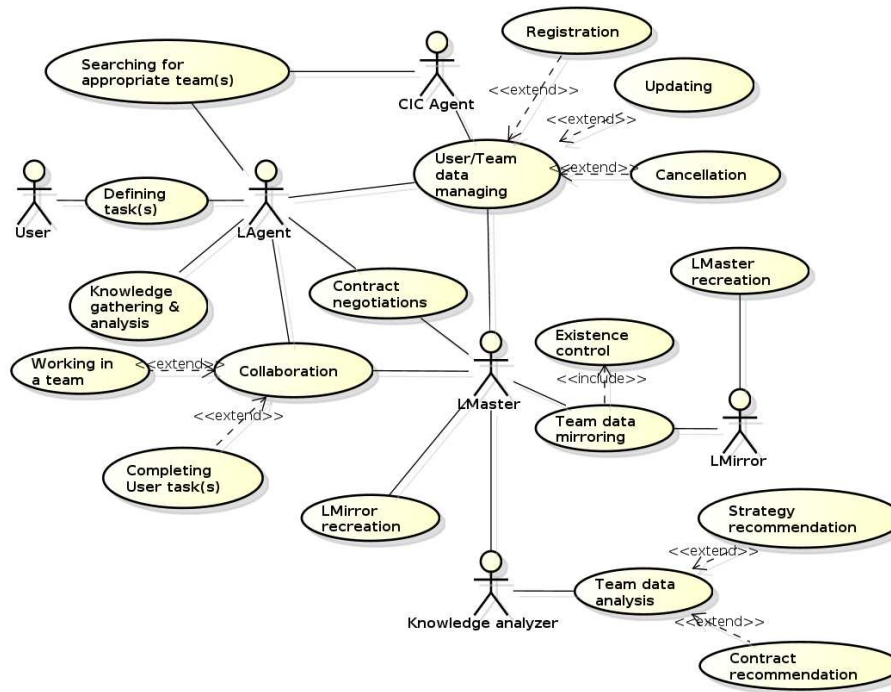 Registration
Searching for
appropriate team(s)
CIC Agent
<<extend>>
Updating
<<extend>>
User/Team
data
managing
<<extend>>
Cancellation
User
Defining
task(s)
LAgent
LMaster
recreation
Knowledge
gathering &
analysis
Contract
negotiations
Existence
control
Working in
a team
<<extend>>
Collaboration
<<include>>
LMaster
<<extend>>
Team data
mirroring
LMirror
Completing
User task(s)
LMirror
recreation
Strategy
recommendation
<<extend>>
Knowledge analyzer
Team data
analysis
<<extend>>
Contract
recommendation